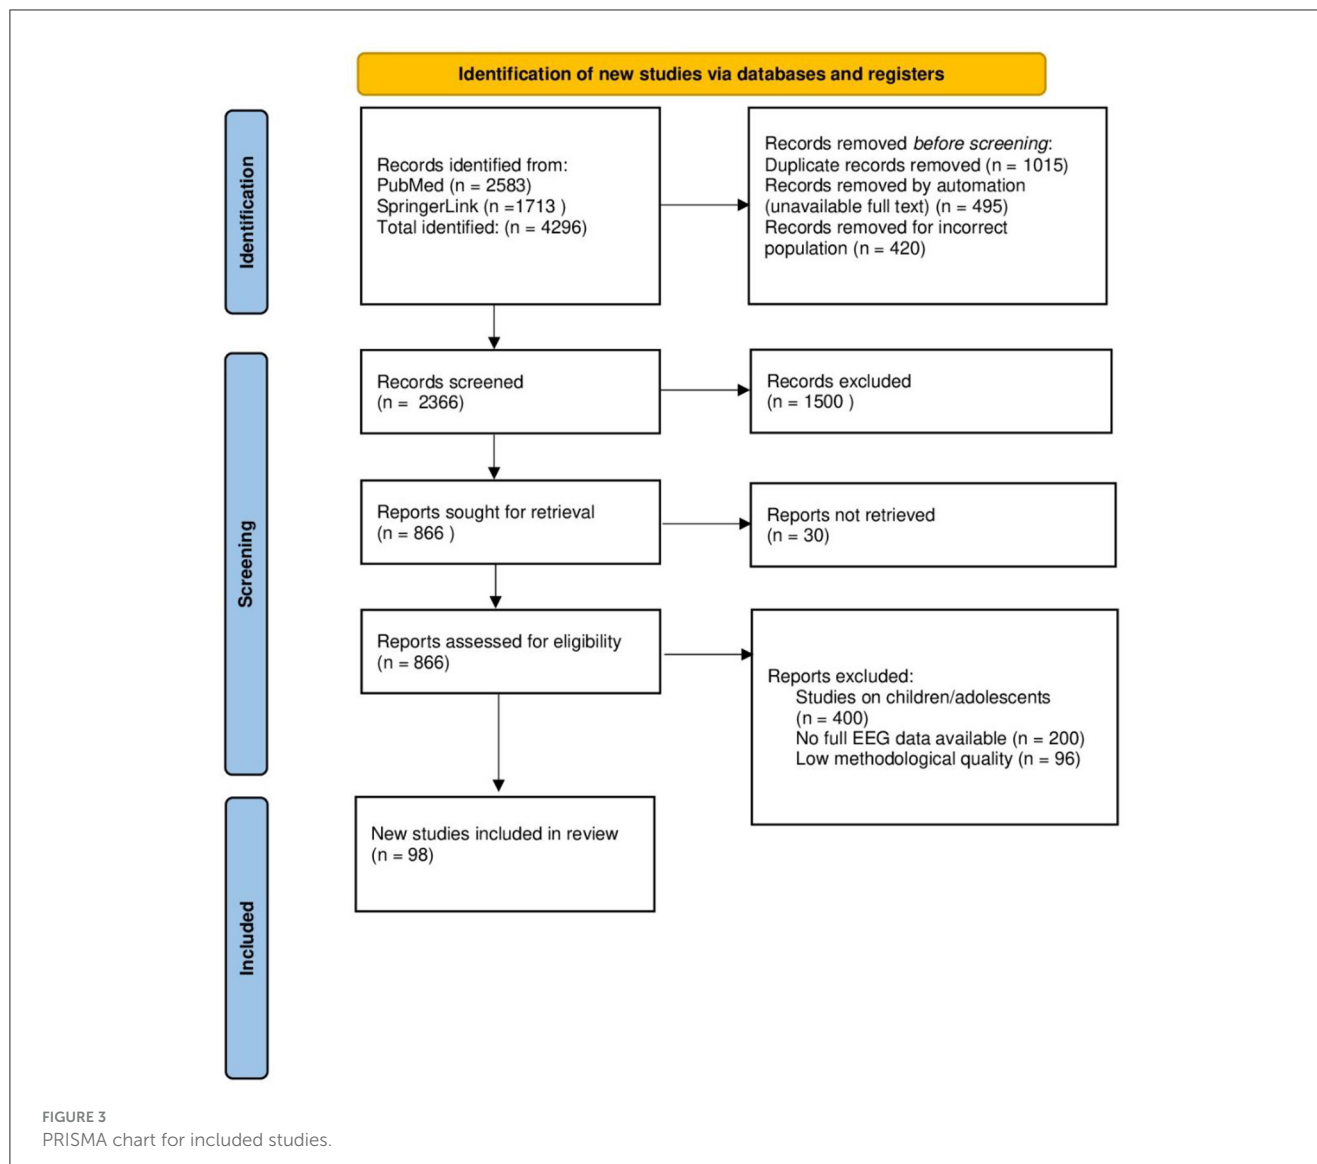 Identification of new studies via databases and registers
Identification
Records identified from:
PubMed (n = 2583)
SpringerLink (n =1713 )
Total identified: (n = 4296)
Records removed before screening:
Duplicate records removed (n = 1015)
Records removed by automation
(unavailable full text) (n = 495)
Records removed for incorrect
population (n = 420)
Screening
Records screened
(n = 2366)
Records excluded
(n = 1500 )
Reports sought for retrieval
(n = 866 )
Reports not retrieved
(n = 30)
Reports assessed for eligibility
(n = 866)
Reports excluded:
Studies on children/adolescents
(n = 400)
No full EEG data available (n = 200)
Low methodological quality (n = 96)
Included
New studies included in review
(n = 98)
FIGURE 3
PRISMA chart for included studies.